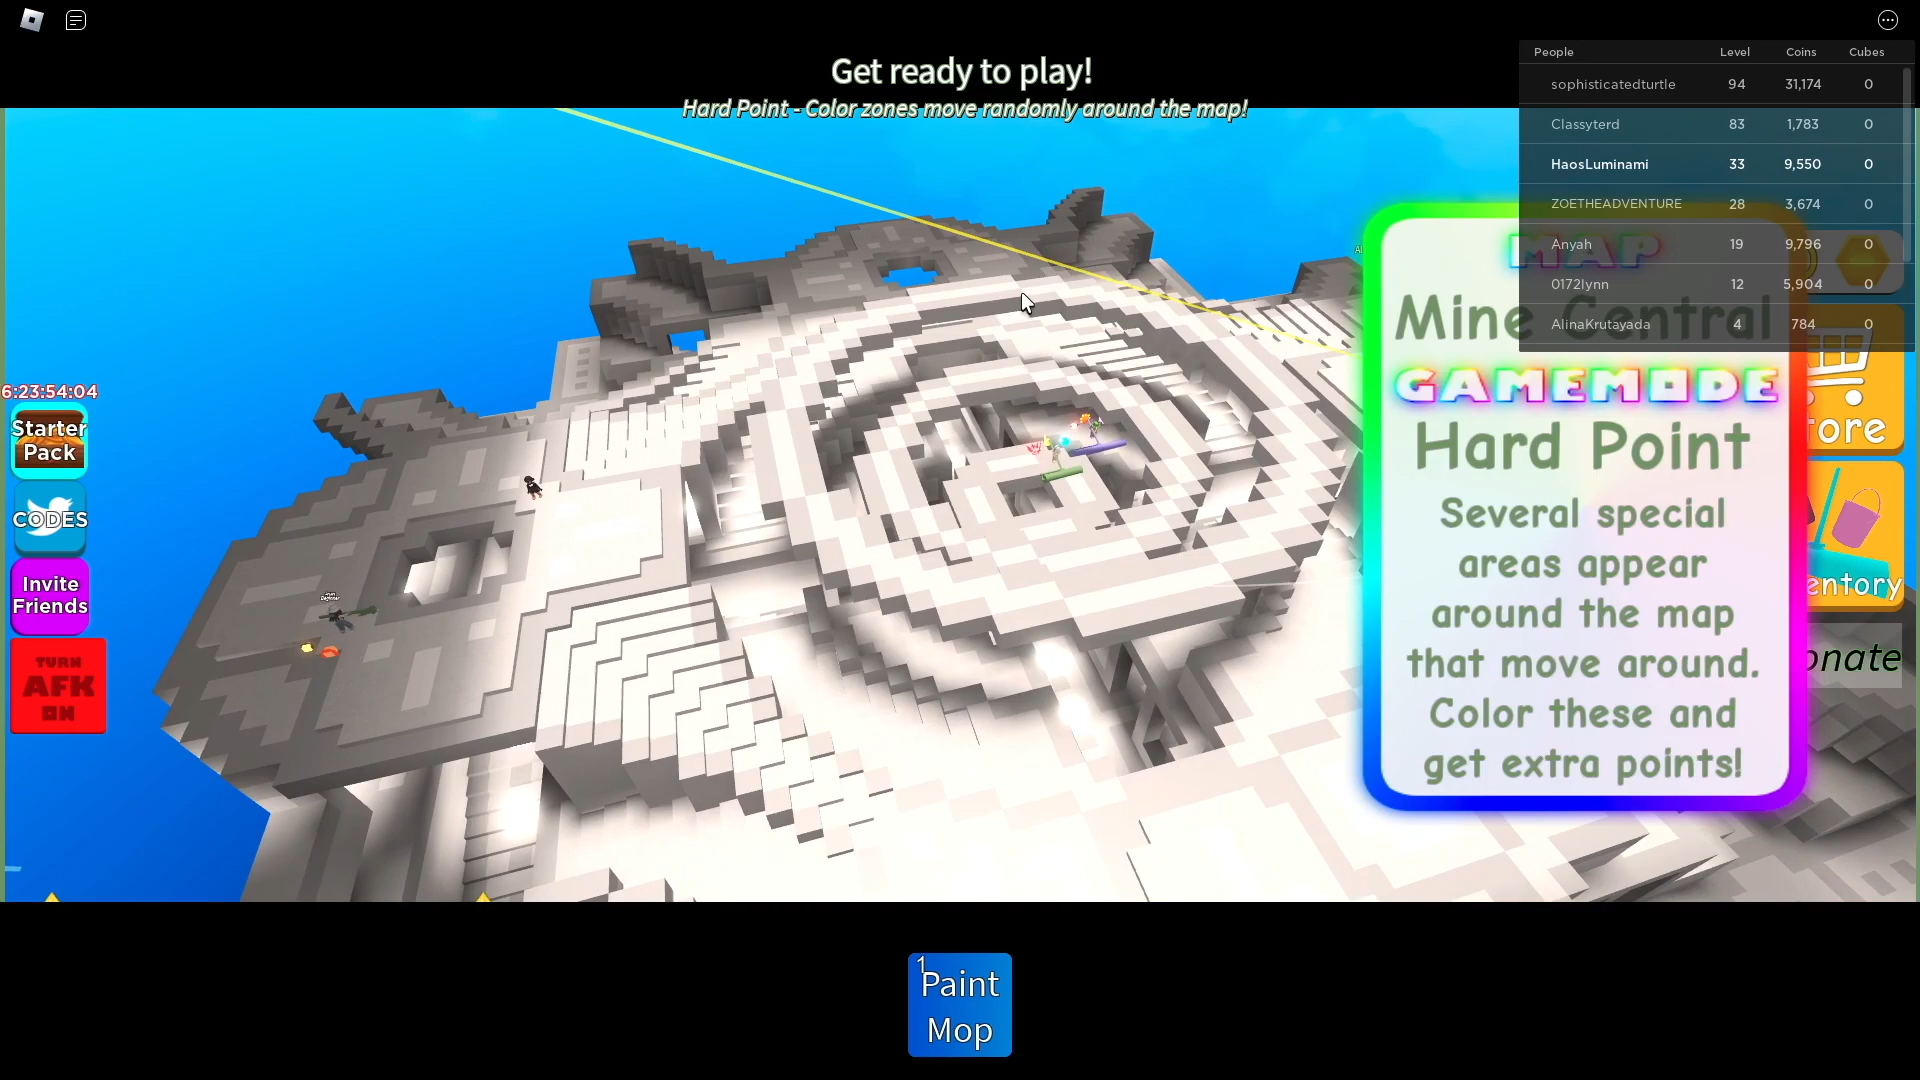 Get ready to play!
Hard Point - Color zones move randomly around the map!
People Level Coins Cubes
sophisticatedturtle 94 31,174 0
Classyterd 83 1,783 0
HaosLuminami 33 9,550 0
ZOETHEADVENTURE 28 3,674 0
Anyah 19 9,796 0
0172lynn 12 5,904 0
AlinaKrutayada 4 784 0
MAP
Mine Central
GAMEMODE
Hard Point
Several special
areas appear
around the map
that move around.
Color these and
get extra points!
ore
entory
onate
6:23:54:04
Starter
Pack
CODES
Invite
Friends
TURN
AFK
ON
1
Paint
Mop